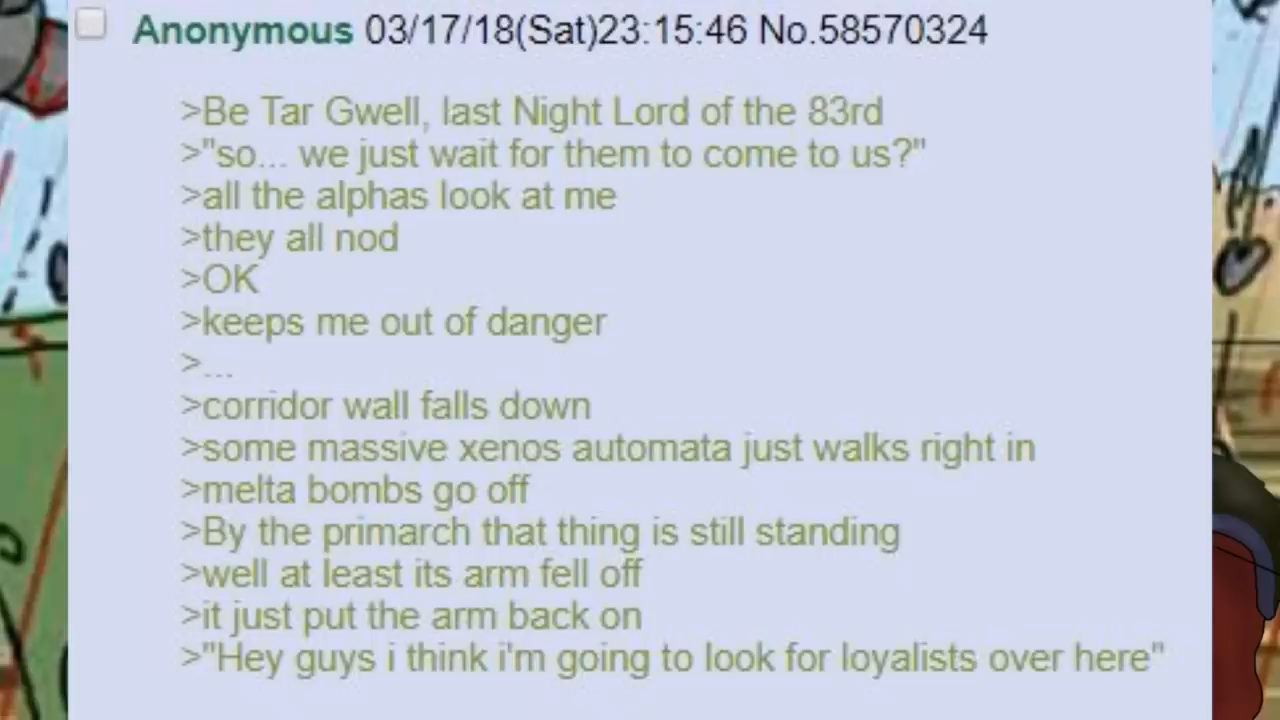 Anonymous 03/17/18(Sat)23:15:46 No.58570324
>Be Tar Gwell, last Night Lord of the 83rd
>"so... we just wait for them to come to us?"
>all the alphas look at me
>they all nod
>OK
>keeps me out of danger
>...
>corridor wall falls down
>some massive xenos automata just walks right in
>melta bombs go off
>By the primarch that thing is still standing
>well at least its arm fell off
>it just put the arm back on
>"Hey guys i think i'm going to look for loyalists over here"